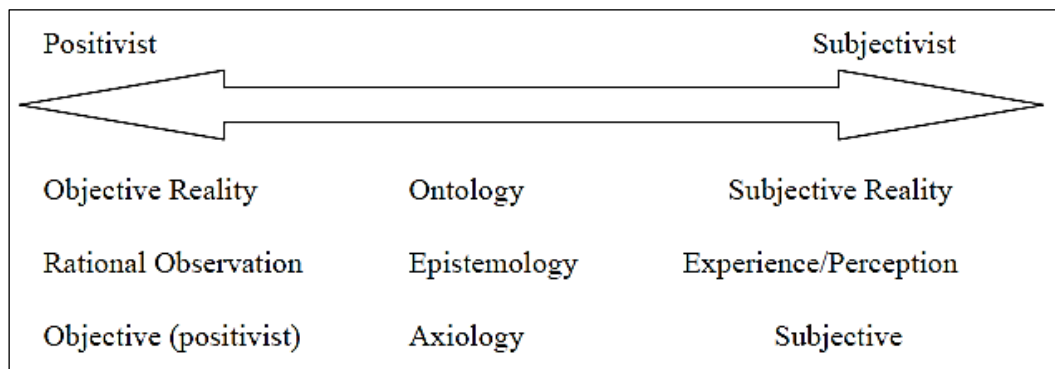 Positivist Subjectivist
Objective Reality Ontology Subjective Reality
Rational Observation Epistemology Experience/Perception
Objective (positivist) Axiology Subjective